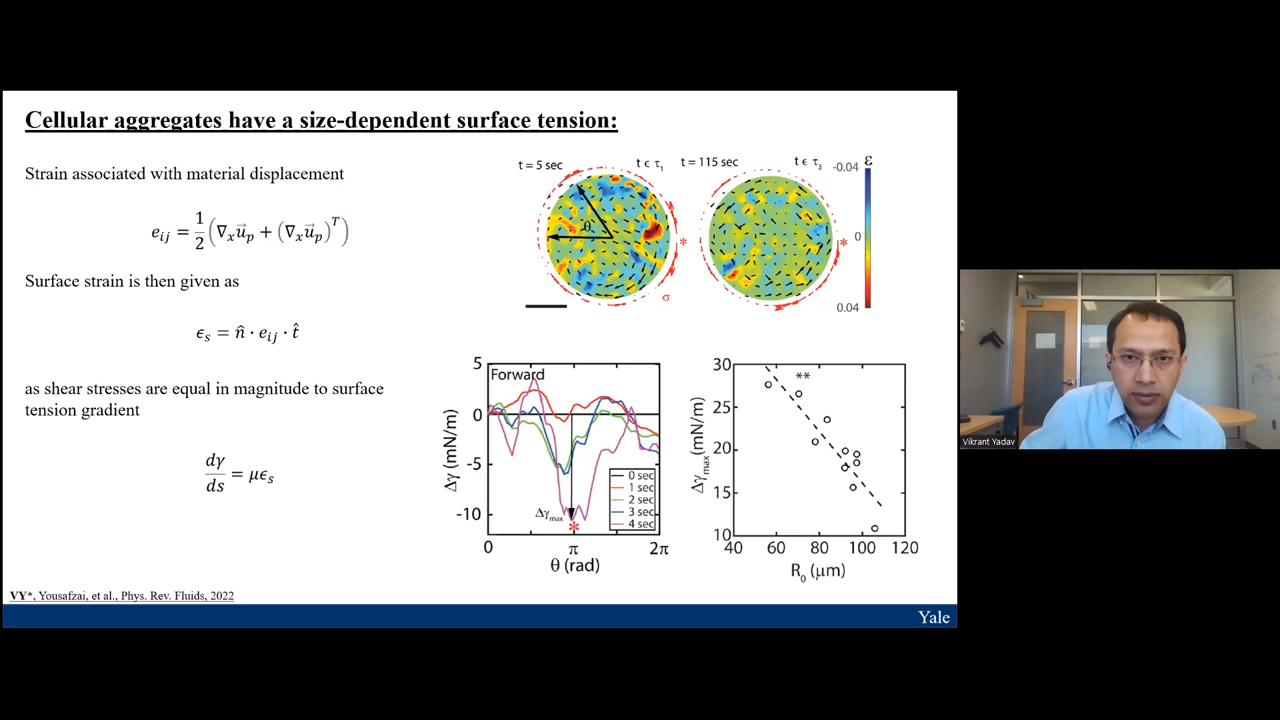 Cellular aggregates have a size-dependent surface tension:
Strain associated with material displacement
e_ij = 1/2 (∇_x u⃗_p + (∇_x u⃗_p)^T)
Surface strain is then given as
ϵ_s = n̂ · e_ij · t̂
as shear stresses are equal in magnitude to surface
tension gradient
dγ/ds = μϵ_s
t = 5 sec
t ϵ τ₁
t = 115 sec
t ϵ τ₃
-0.04
ε
θ
*
*
0
σ
0.04
5
Forward
0
-5
-10
Δγ (mN/m)
Δγmax
*
0 sec
1 sec
2 sec
3 sec
4 sec
0
π
2π
θ (rad)
30
**
25
20
15
10
Δγmax (mN/m)
40
60
80
100
120
R₀ (μm)
VY*, Yousafzai, et al., Phys. Rev. Fluids, 2022
Yale
Vikrant Yadav